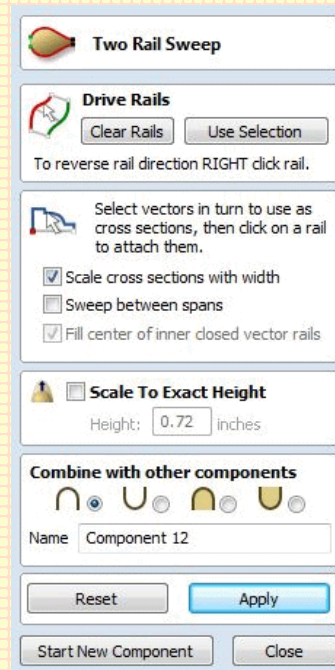 Two Rail Sweep
Drive Rails
Clear Rails
Use Selection
To reverse rail direction RIGHT click rail.
Select vectors in turn to use as
cross sections, then click on a rail
to attach them.
Scale cross sections with width
Sweep between spans
Fill center of inner closed vector rails
Scale To Exact Height
Height: 0.72 inches
Combine with other components
Name Component 12
Reset
Apply
Start New Component
Close